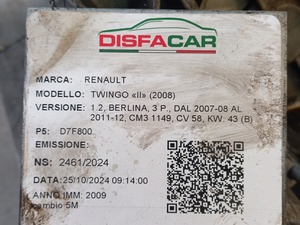 DISFACAR
MARCA: RENAULT
MODELLO: TWINGO «II» (2008)
VERSIONE: 1.2, BERLINA, 3 P., DAL 2007-08 AL
2011-12, CM3 1149, CV 58, KW: 43 (B)
P5: D7F800
EMISSIONE:
NS: 2461/2024
DATA: 25/10/2024 09:14:00
ANNO IMM: 2009
cambio 5M